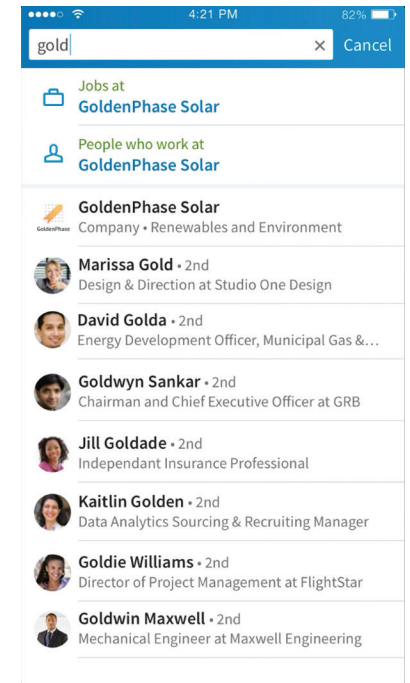 4:21 PM 82%
gold × Cancel
Jobs at
GoldenPhase Solar
People who work at
GoldenPhase Solar
GoldenPhase Solar
GoldenPhase
Company • Renewables and Environment
Marissa Gold • 2nd
Design & Direction at Studio One Design
David Golda • 2nd
Energy Development Officer, Municipal Gas &...
Goldwyn Sankar • 2nd
Chairman and Chief Executive Officer at GRB
Jill Goldade • 2nd
Independant Insurance Professional
Kaitlin Golden • 2nd
Data Analytics Sourcing & Recruiting Manager
Goldie Williams • 2nd
Director of Project Management at FlightStar
Goldwin Maxwell • 2nd
Mechanical Engineer at Maxwell Engineering